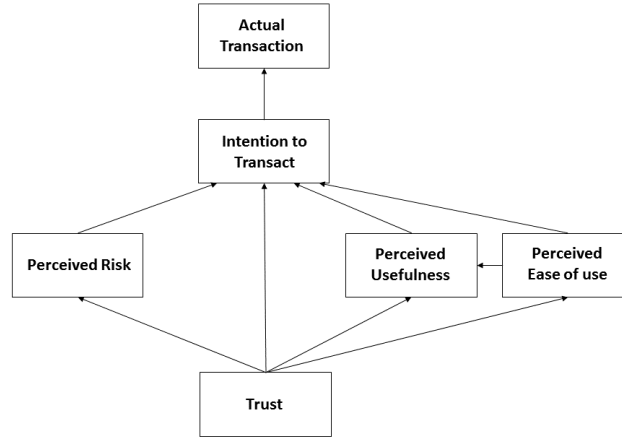 Actual
Transaction
Intention to
Transact
Perceived Risk
Perceived
Usefulness
Perceived
Ease of use
Trust